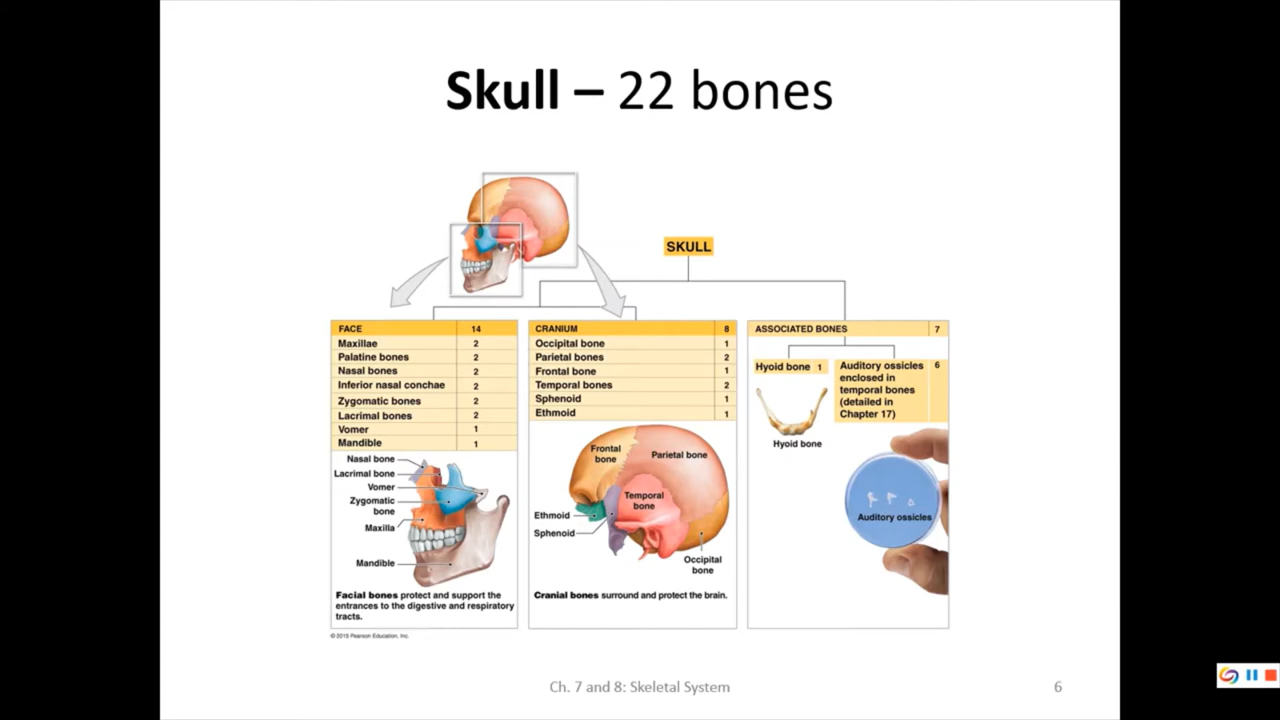 Skull – 22 bones
SKULL
FACE 14
Maxillae 2
Palatine bones 2
Nasal bones 2
Inferior nasal conchae 2
Zygomatic bones 2
Lacrimal bones 2
Vomer 1
Mandible 1
Nasal bone
Lacrimal bone
Vomer
Zygomatic
bone
Maxilla
Mandible
Facial bones protect and support the
entrances to the digestive and respiratory
tracts.
CRANIUM 8
Occipital bone 1
Parietal bones 2
Frontal bone 1
Temporal bones 2
Sphenoid 1
Ethmoid 1
Frontal
bone
Parietal bone
Temporal
bone
Ethmoid
Sphenoid
Occipital
bone
Cranial bones surround and protect the brain.
ASSOCIATED BONES 7
Hyoid bone 1
Auditory ossicles 6
enclosed in
temporal bones
(detailed in
Chapter 17)
Hyoid bone
Auditory ossicles
© 2015 Pearson Education, Inc.
Ch. 7 and 8: Skeletal System
6